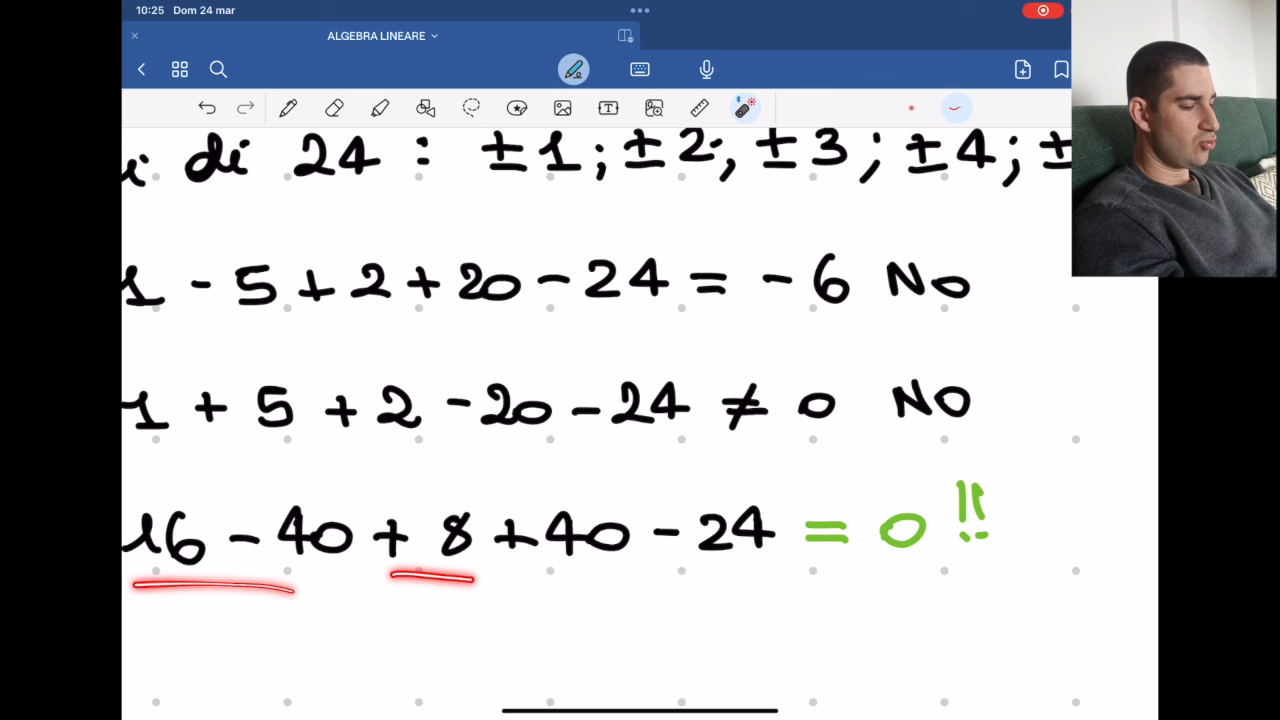 10:25 Dom 24 mar
ALGEBRA LINEARE
di 24 : ±1; ±2; ±3; ±4; ±
1 - 5 + 2 + 20 - 24 = - 6 No
1 + 5 + 2 - 20 - 24 ≠ 0 NO
16 - 40 + 8 + 40 - 24 = 0 !!